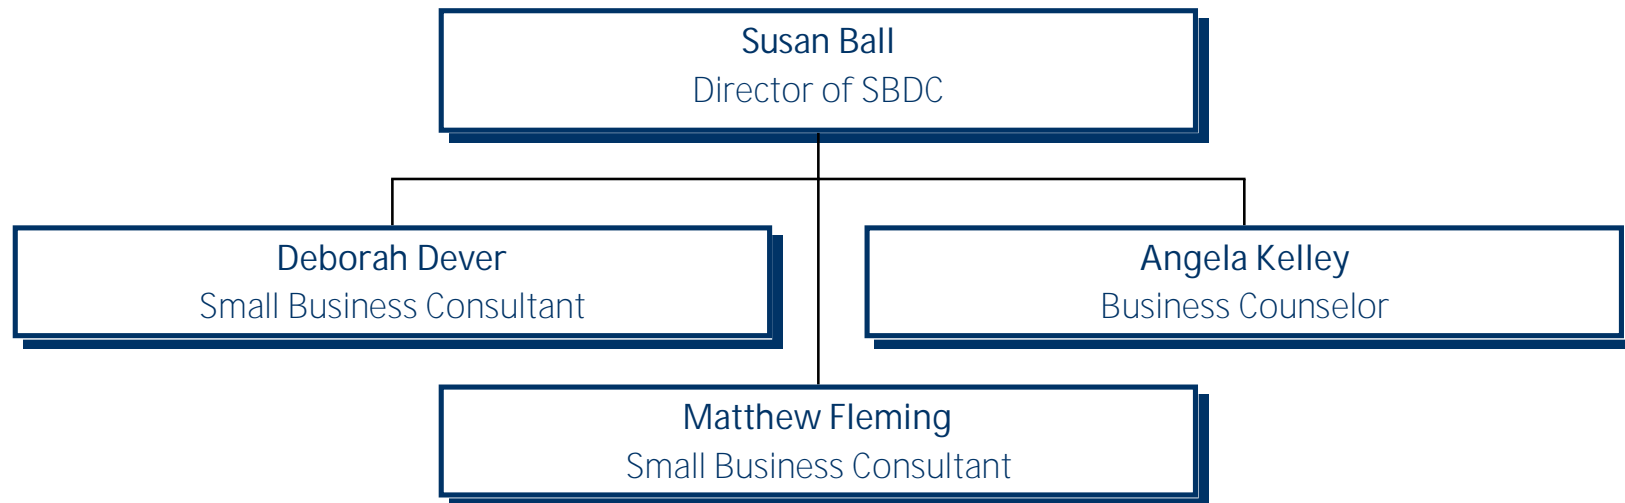 Susan Ball
Director of SBDC
Deborah Dever
Small Business Consultant
Angela Kelley
Business Counselor
Matthew Fleming
Small Business Consultant